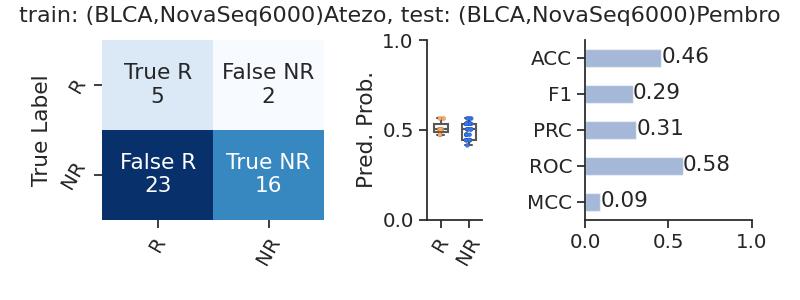 train: (BLCA,NovaSeq6000)Atezo, test: (BLCA,NovaSeq6000)Pembro
True Label
R
NR
True R
5
False NR
2
False R
23
True NR
16
R
NR
Pred. Prob.
1.0
0.5
0.0
R
NR
ACC
0.46
F1
0.29
PRC
0.31
ROC
0.58
MCC
0.09
0.0
0.5
1.0